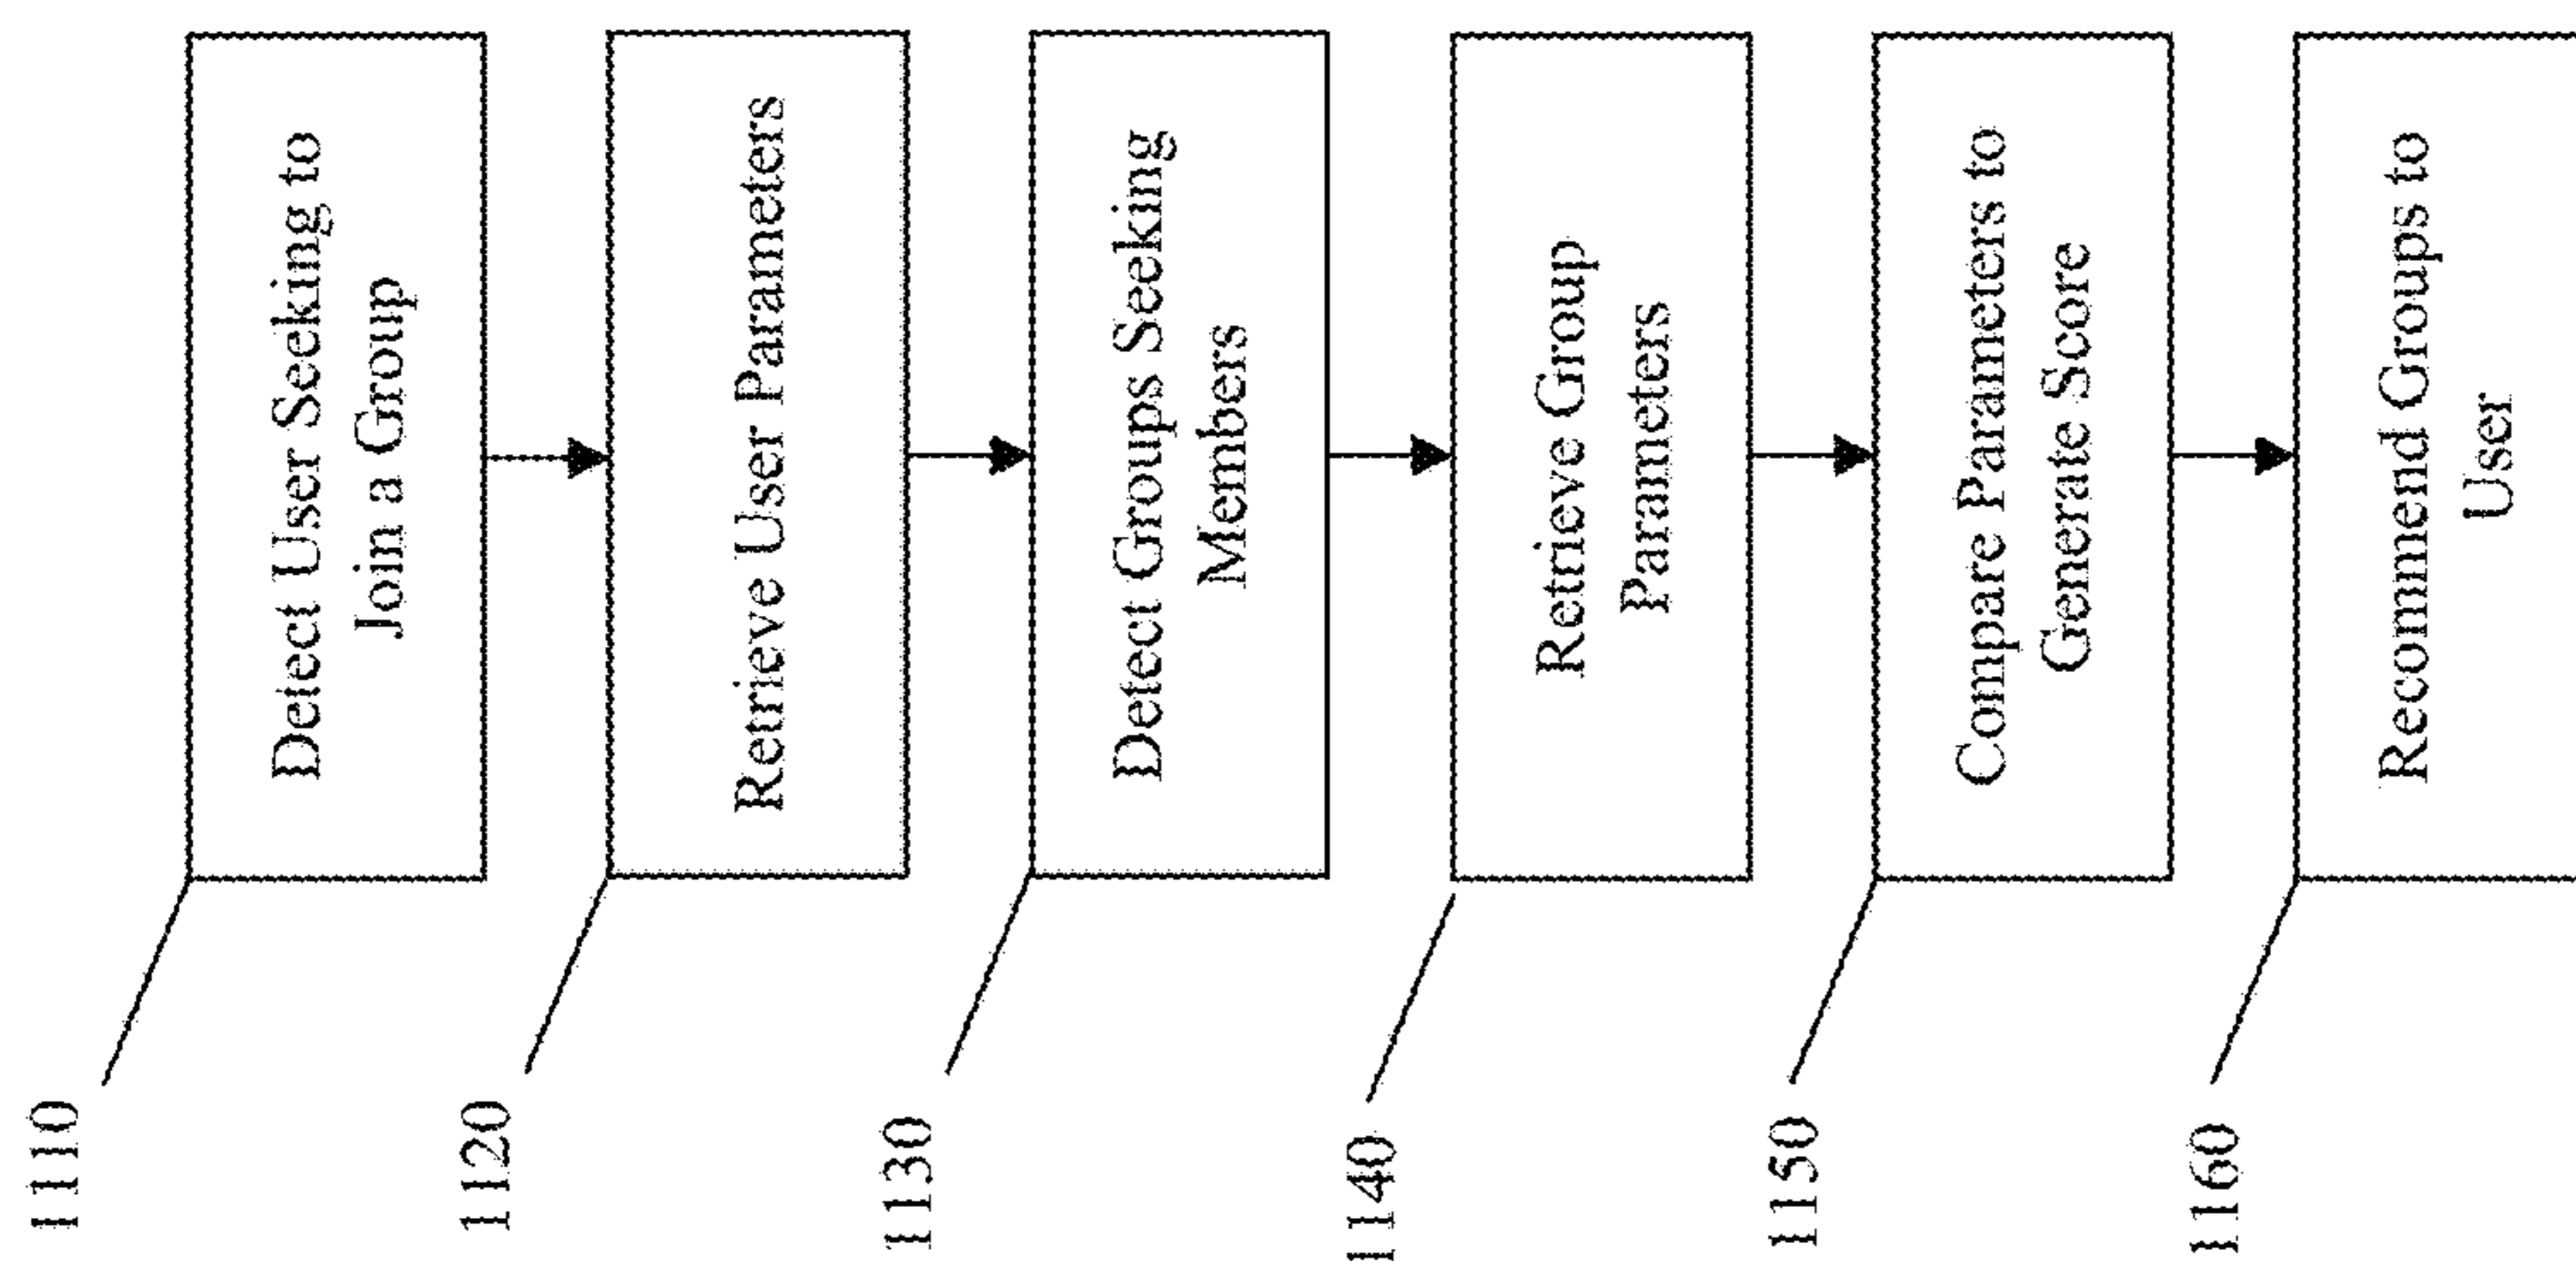 1110
Detect User Seeking to
Join a Group
1120
Retrieve User Parameters
1130
Detect Groups Seeking
Members
1140
Retrieve Group
Parameters
1150
Compare Parameters to
Generate Score
1160
Recommend Groups to
User